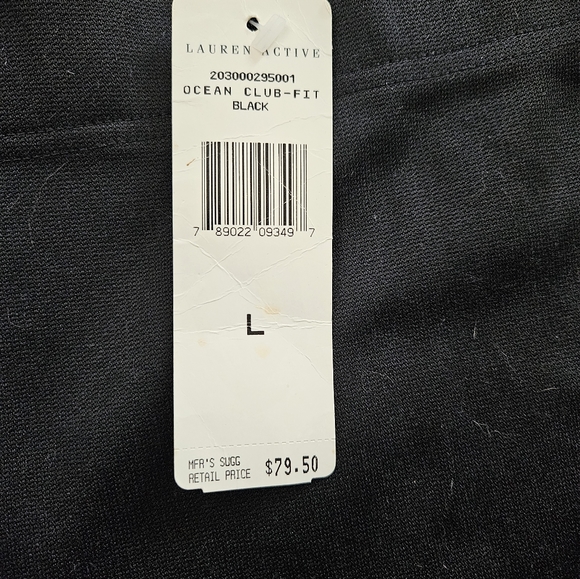 LAUREN ACTIVE
203000295001
OCEAN CLUB-FIT
BLACK
7 89022 09349 7
L
MFR'S SUGG
RETAIL PRICE $79.50